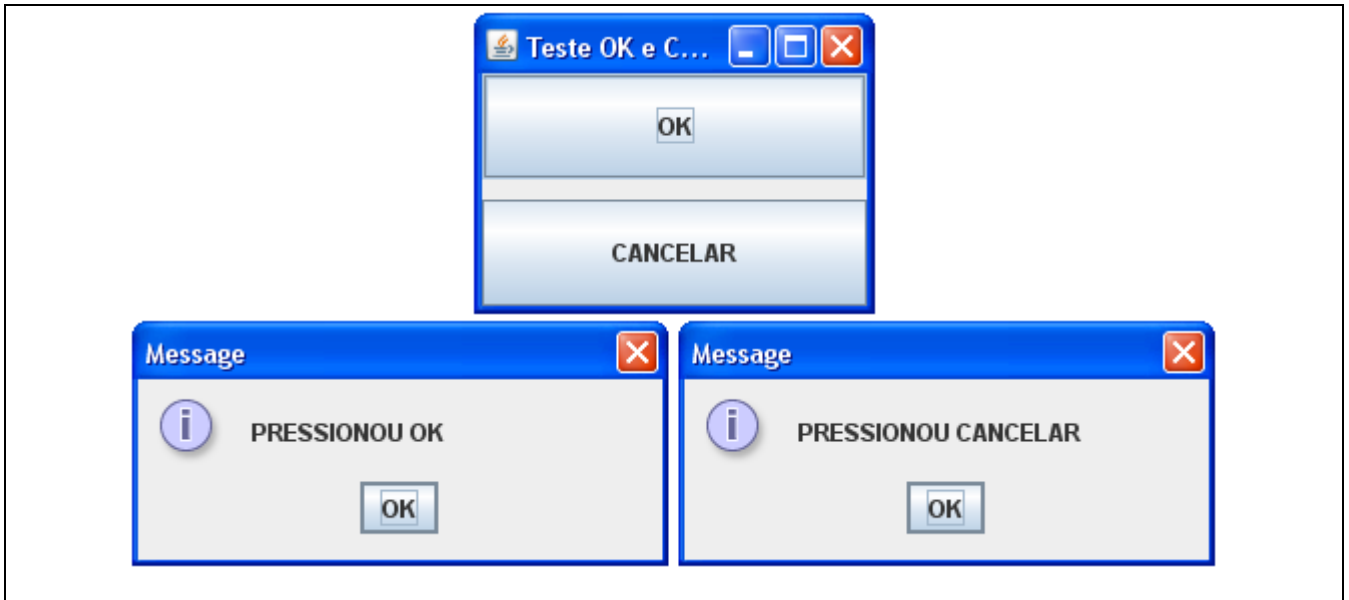 Teste OK e C...
OK
CANCELAR
Message
PRESSIONOU OK
OK
Message
PRESSIONOU CANCELAR
OK